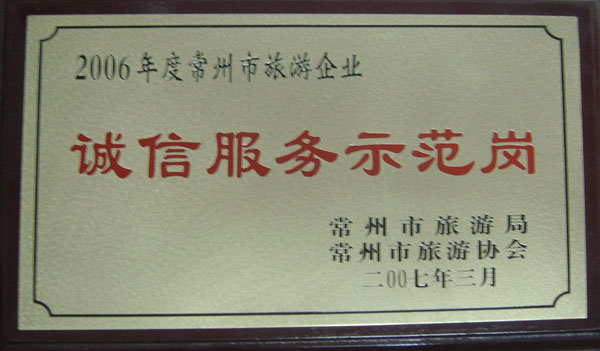 2006年度常州市旅游企业
诚信服务示范岗
常州市旅游局
常州市旅游协会
二00七年三月